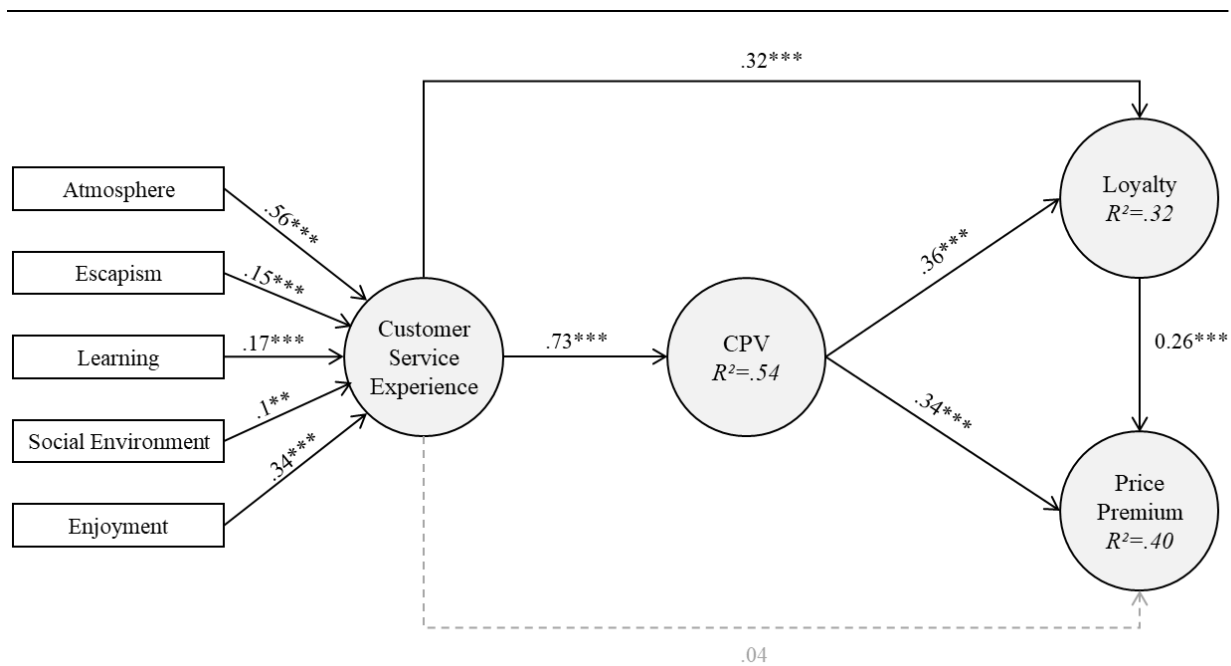 .32***
Atmosphere
.56***
Escapism
.15***
Learning
.17***
Social Environment
.1**
Enjoyment
.34***
Customer
Service
Experience
.73***
CPV
R²=.54
.36***
.34***
Loyalty
R²=.32
0.26***
Price
Premium
R²=.40
.04